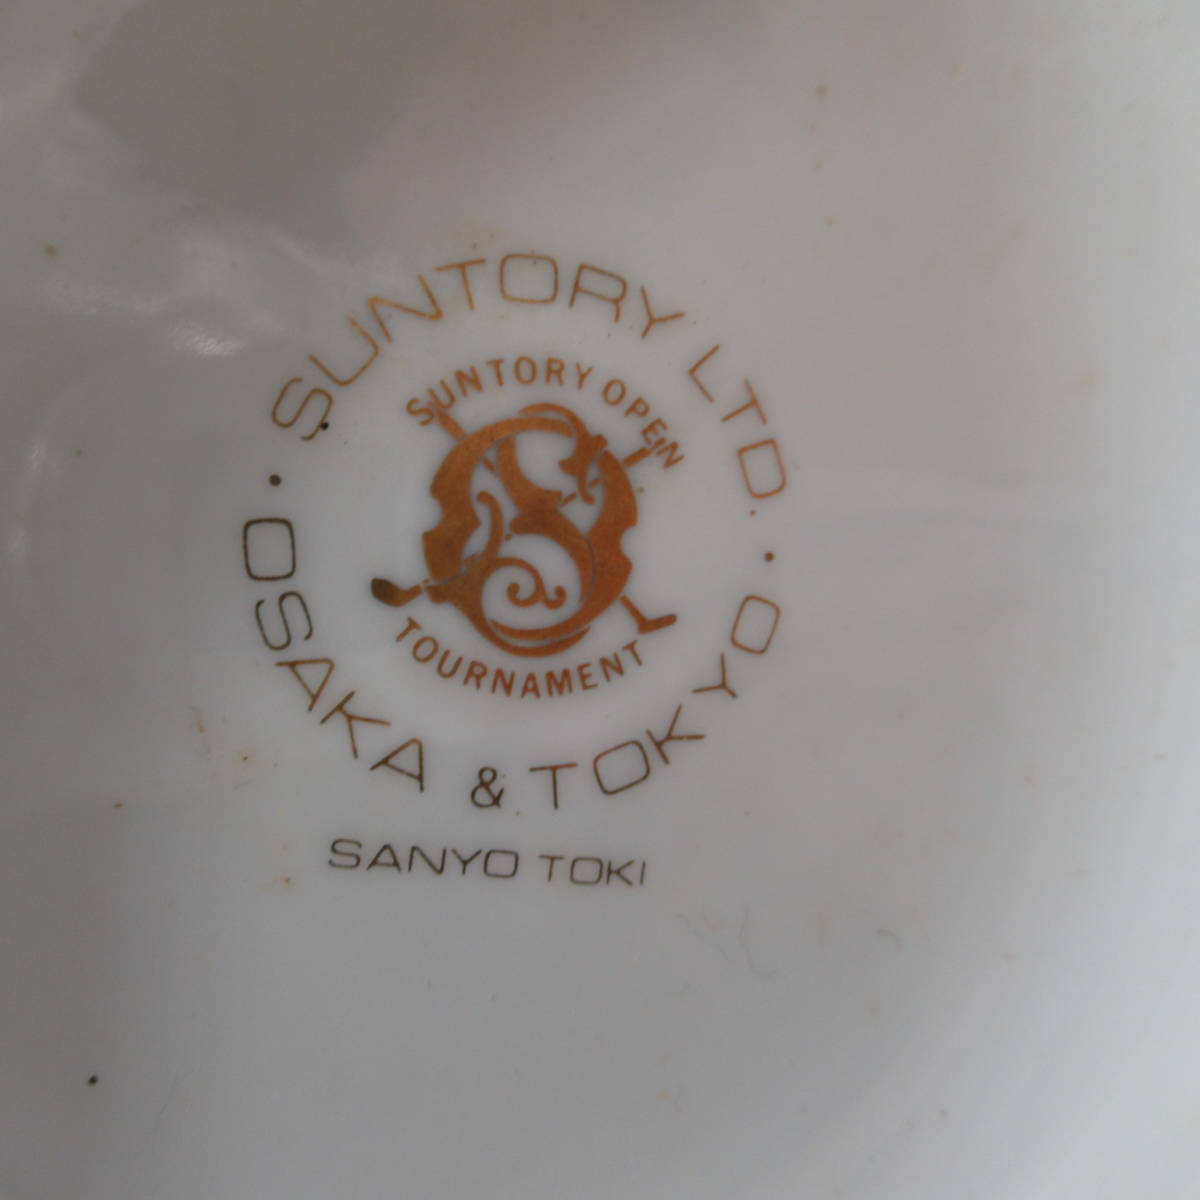 SUNTORY LTD.
SUNTORY OPEN
S
TOURNAMENT
· OSAKA & TOKYO ·
SANYO TOKI